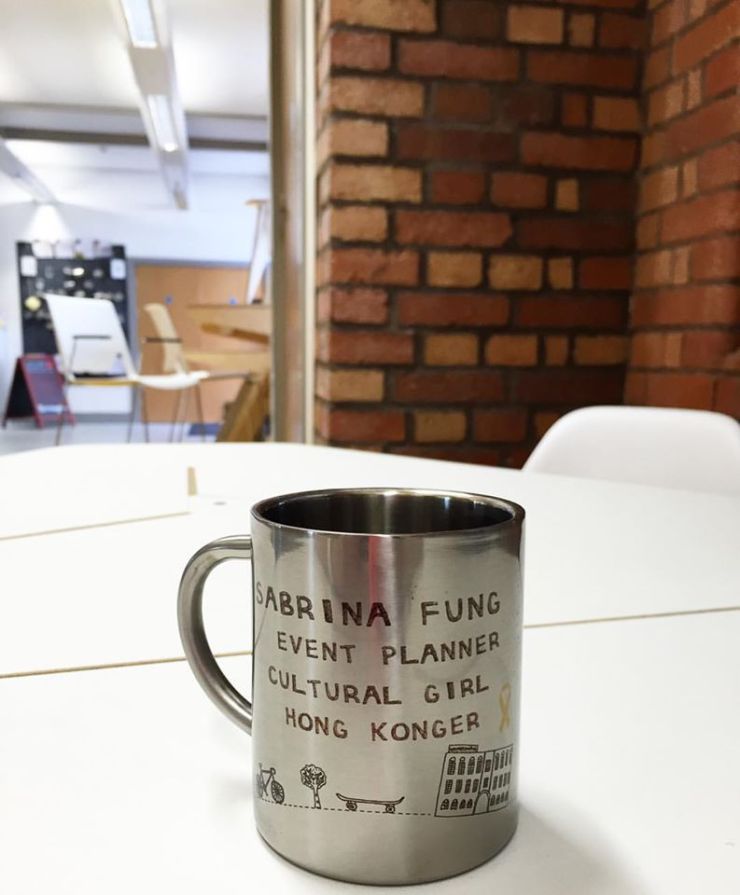 SABRINA FUNG
EVENT PLANNER
CULTURAL GIRL
HONG KONGER